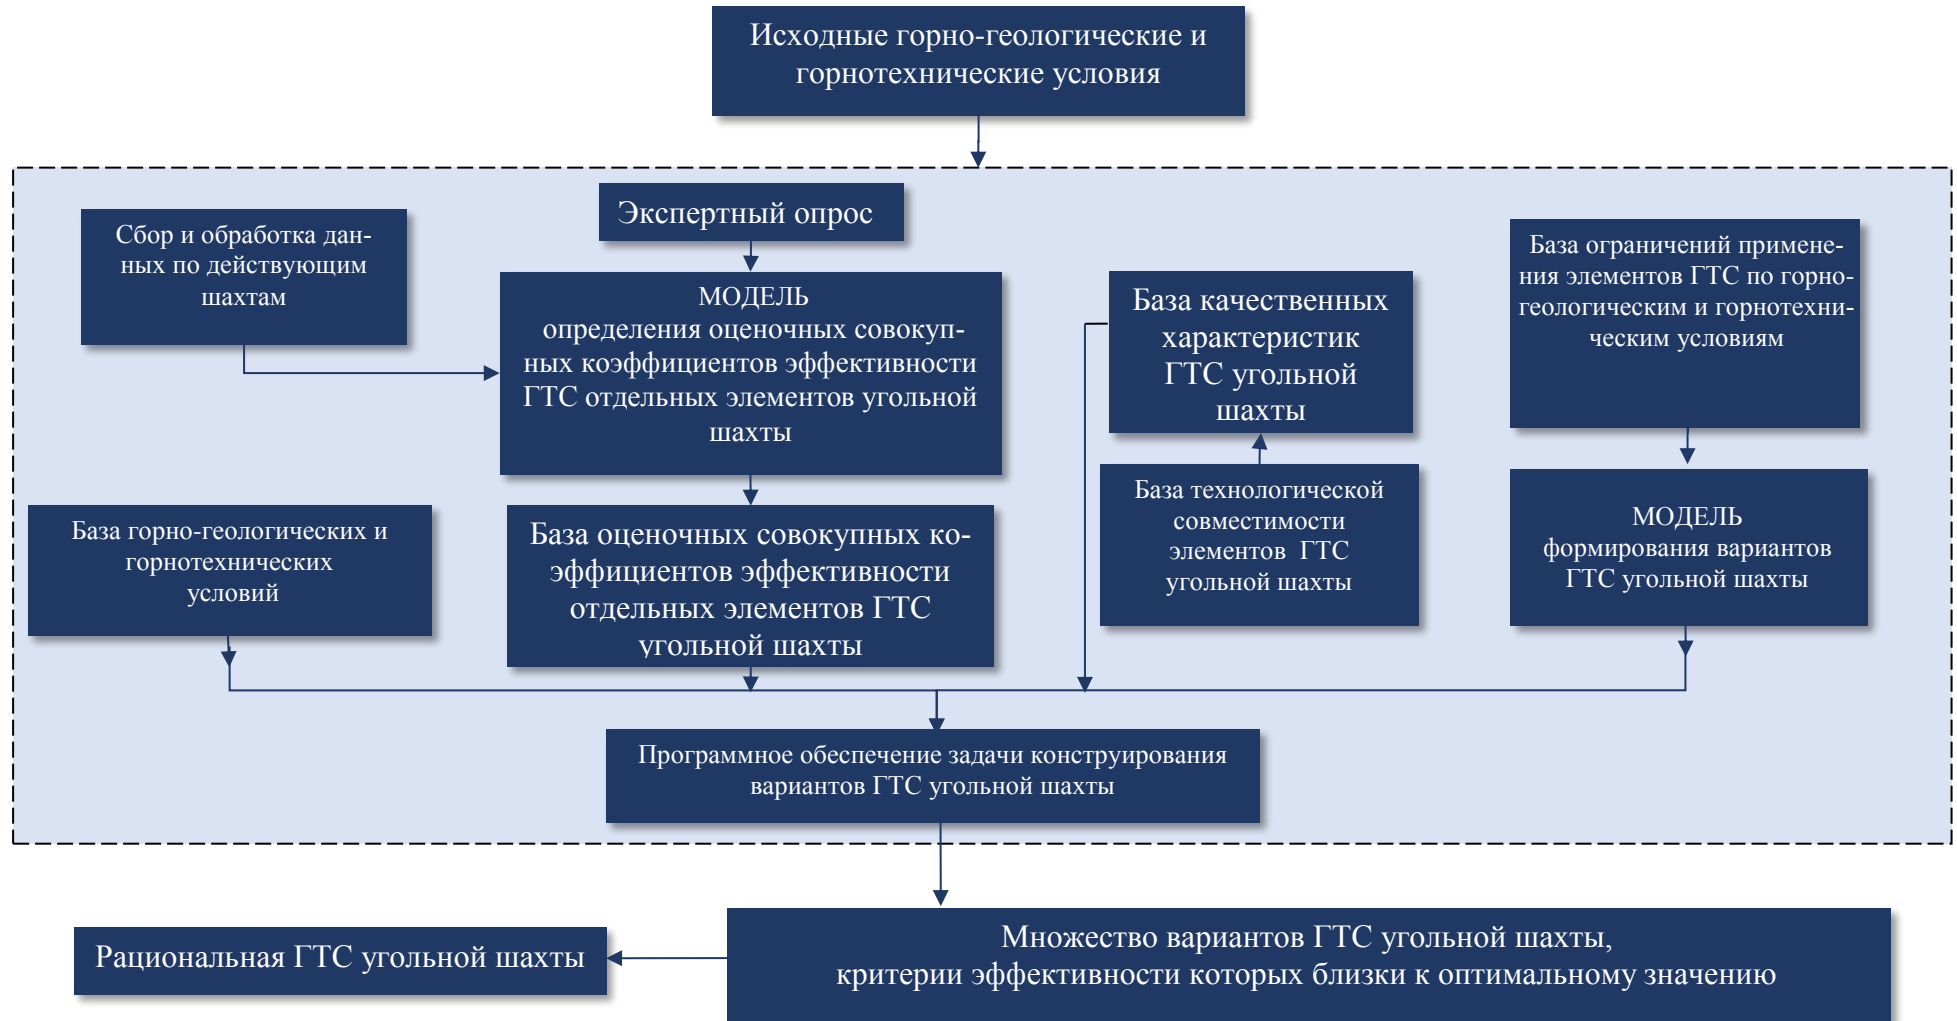 Исходные горно-геологические и
горнотехнические условия
Экспертный опрос
Сбор и обработка дан-
ных по действующим
шахтам
МОДЕЛЬ
определения оценочных совокуп-
ных коэффициентов эффективности
ГТС отдельных элементов угольной
шахты
База качественных
характеристик
ГТС угольной
шахты
База ограничений примене-
ния элементов ГТС по горно-
геологическим и горнотехни-
ческим условиям
База горно-геологических и
горнотехнических
условий
База оценочных совокупных ко-
эффициентов эффективности
отдельных элементов ГТС
угольной шахты
База технологической
совместимости
элементов ГТС
угольной шахты
МОДЕЛЬ
формирования вариантов
ГТС угольной шахты
Программное обеспечение задачи конструирования
вариантов ГТС угольной шахты
Рациональная ГТС угольной шахты
Множество вариантов ГТС угольной шахты,
критерии эффективности которых близки к оптимальному значению